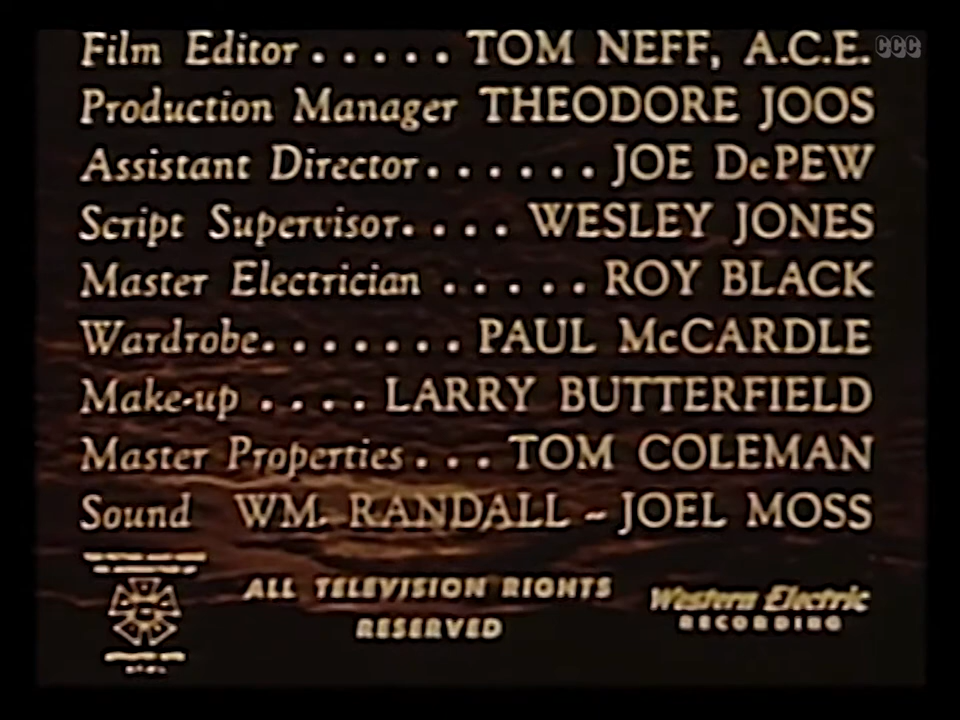 Film Editor . . . . . TOM NEFF, A.C.E.
CCC
Production Manager THEODORE JOOS
Assistant Director . . . . . . JOE DePEW
Script Supervisor . . . . WESLEY JONES
Master Electrician . . . . . ROY BLACK
Wardrobe . . . . . . . PAUL McCARDLE
Make-up . . . . LARRY BUTTERFIELD
Master Properties . . . TOM COLEMAN
Sound WM. RANDALL - JOEL MOSS
ALL TELEVISION RIGHTS
RESERVED
Western Electric
RECORDING